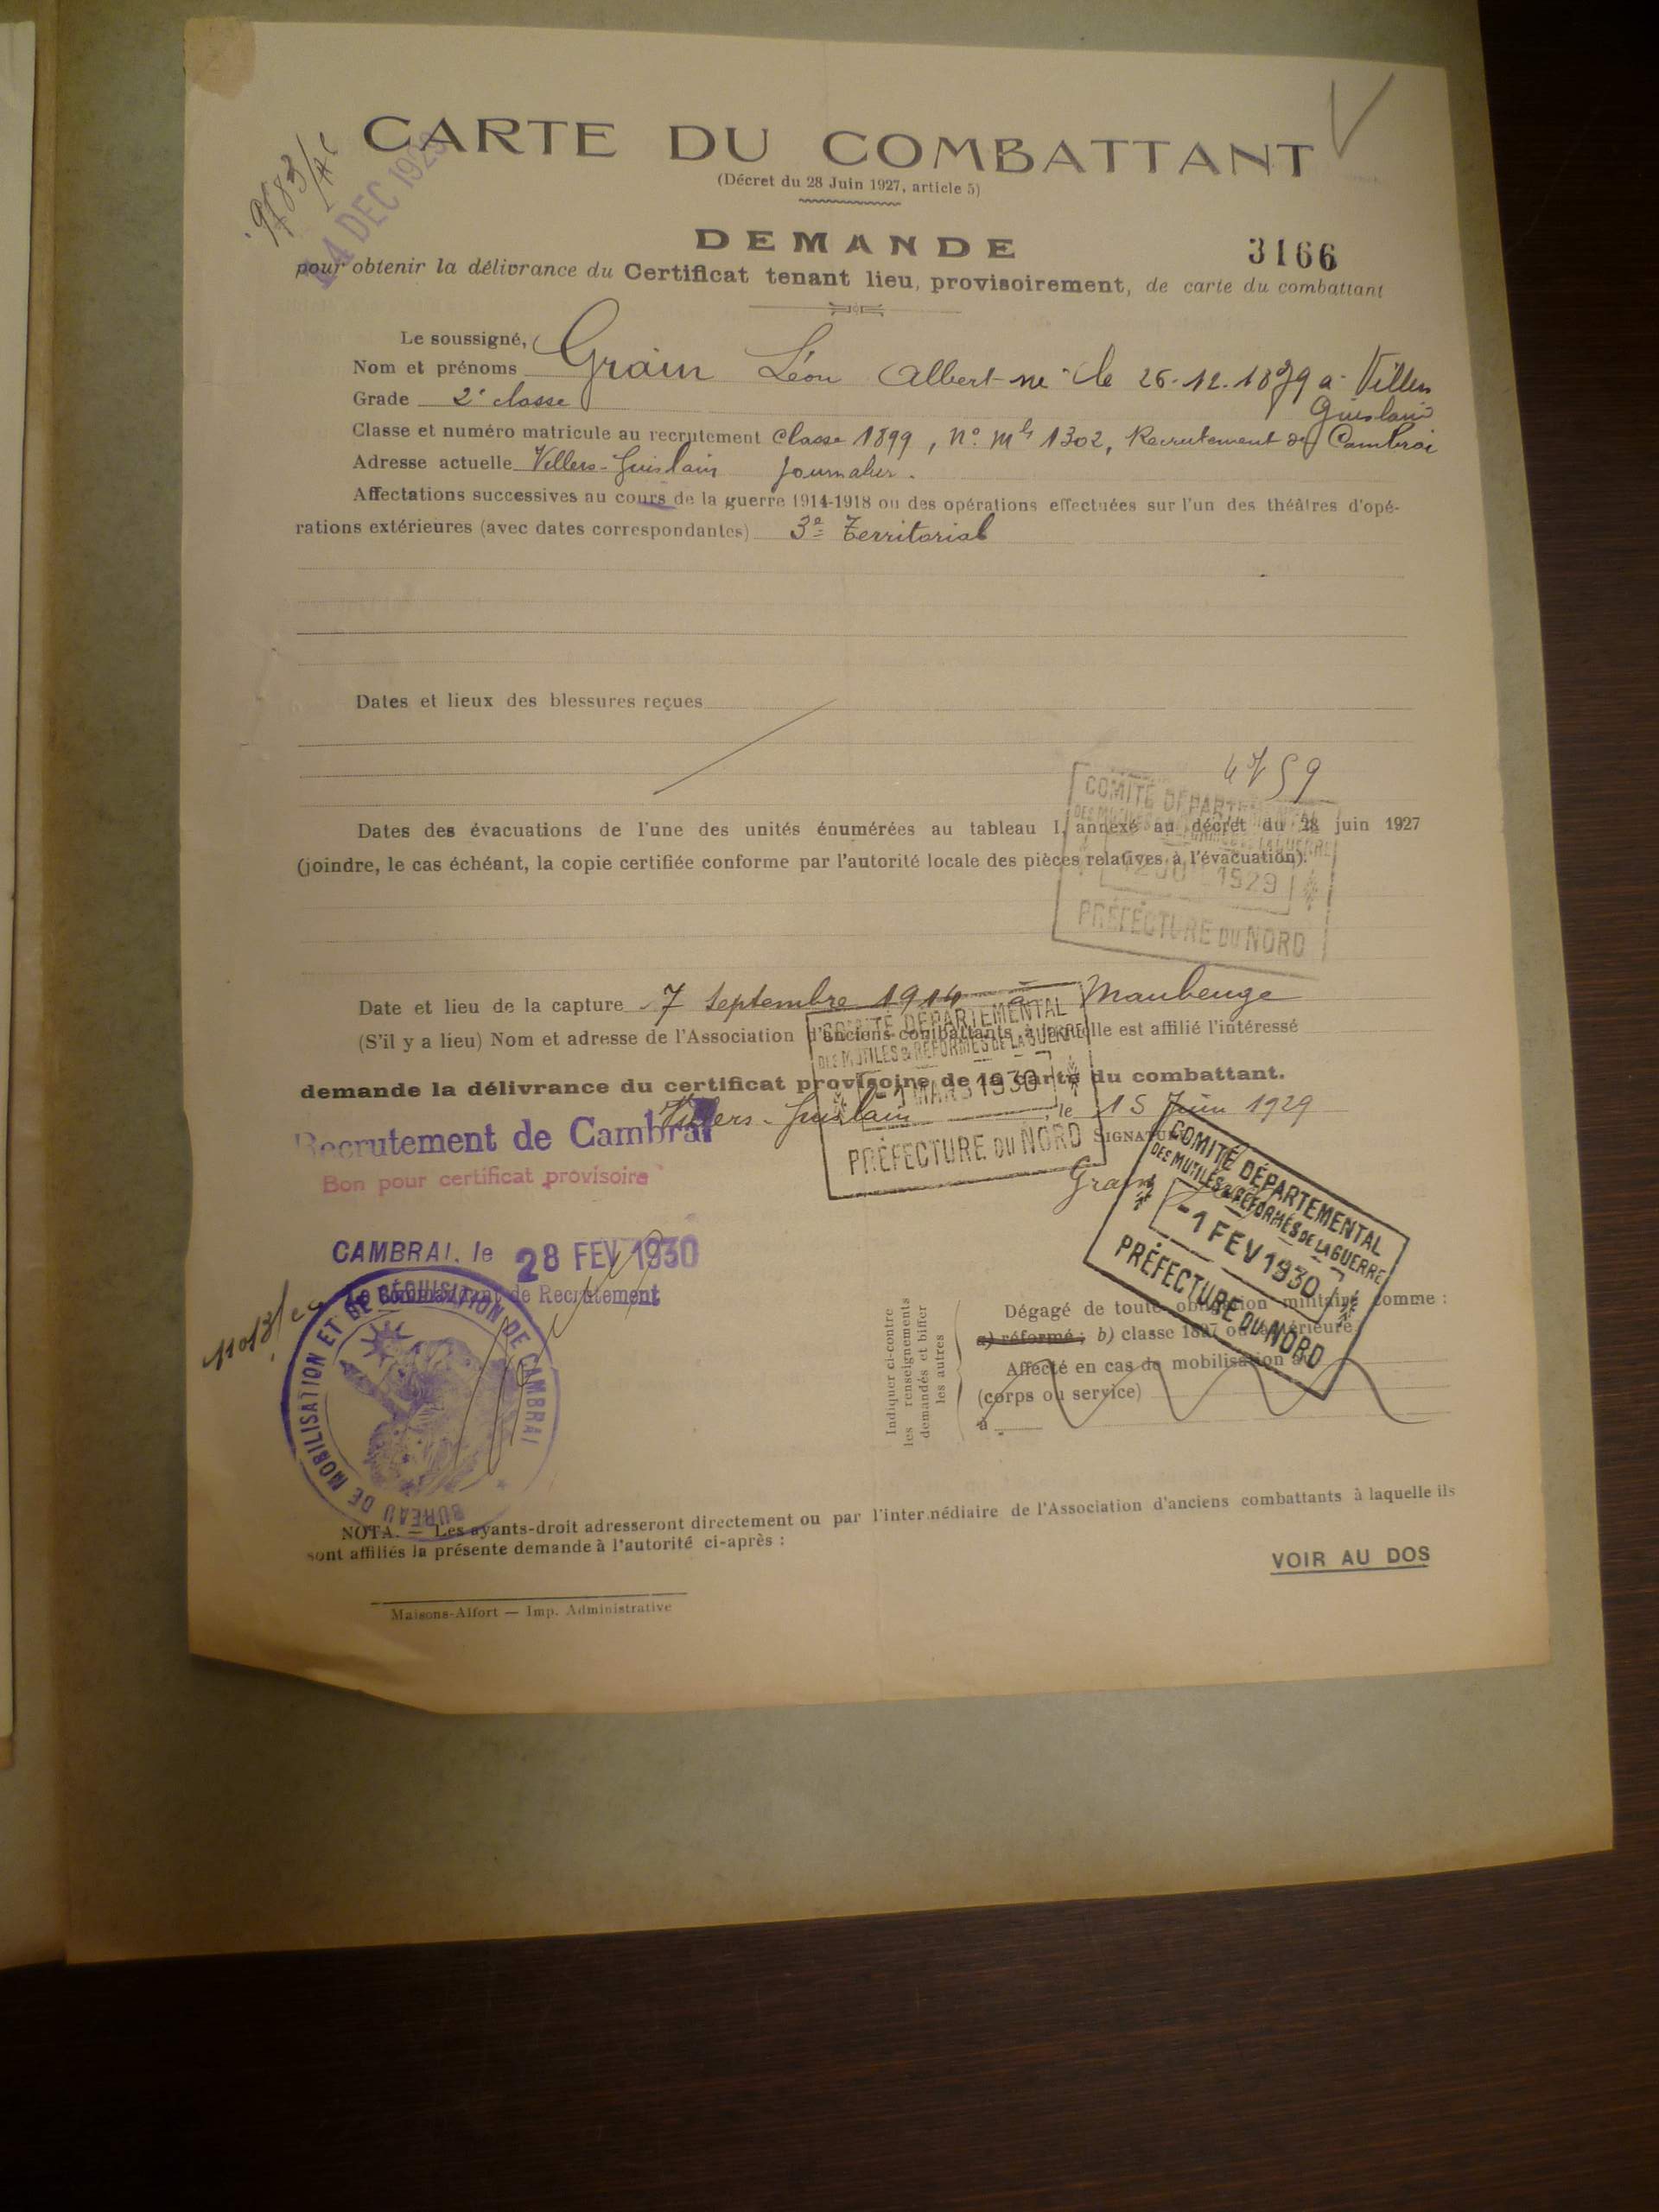 CARTE DU COMBATTANT
(Décret du 28 Juin 1927, article 5)
14 DEC 1929
DEMANDE
3166
pour obtenir la délivrance du Certificat tenant lieu, provisoirement, de carte du combattant
Le soussigné,
Nom et prénoms Grain Léon Albert né le 26.12.1879 à Villers
Guislain
Grade 2e classe
Classe et numéro matricule au recrutement Classe 1899, No Mle 1302, Recrutement de Cambrai
Adresse actuelle Villers-Guislain Journalier.
Affectations successives au cours de la guerre 1914-1918 ou des opérations effectuées sur l'un des théâtres d'opé-
rations extérieures (avec dates correspondantes) 3e Territorial
Dates et lieux des blessures reçues
Dates des évacuations de l'une des unités énumérées au tableau I, annexé au décret du 28 juin 1927
(joindre, le cas échéant, la copie certifiée conforme par l'autorité locale des pièces relatives à l'évacuation).
COMITÉ DÉPARTEMENTAL
DES MUTILÉS & RÉFORMÉS DE LA GUERRE
1929
PRÉFECTURE DU NORD
Date et lieu de la capture 7 Septembre 1914 à Maubeuge
(S'il y a lieu) Nom et adresse de l'Association d'anciens combattants à laquelle est affilié l'intéressé
demande la délivrance du certificat provisoire de la carte du combattant.
COMITÉ DÉPARTEMENTAL
DES MUTILÉS & RÉFORMÉS DE LA GUERRE
-1 MARS 1930
PRÉFECTURE DU NORD
Villers-Guislain, le 15 Juin 1929
SIGNATURE
Grain
Recrutement de Cambrai
Bon pour certificat provisoire
COMITÉ DÉPARTEMENTAL
DES MUTILÉS & RÉFORMÉS DE LA GUERRE
-1 FEV 1930
PRÉFECTURE DU NORD
CAMBRAI, le 28 FEV 1930
Le Commandant de Recrutement
BUREAU DE MOBILISATION ET DE RÉQUISITION DE CAMBRAI
Indiquer ci-contre
les renseignements
demandés et biffer
les autres
Dégagé de toute obligation militaire comme :
a) réformé ; b) classe 1897 ou antérieure.
Affecté en cas de mobilisation à
(corps ou service)
à
NOTA. — Les ayants-droit adresseront directement ou par l'intermédiaire de l'Association d'anciens combattants à laquelle ils
sont affiliés la présente demande à l'autorité ci-après :
VOIR AU DOS
Maisons-Alfort — Imp. Administrative